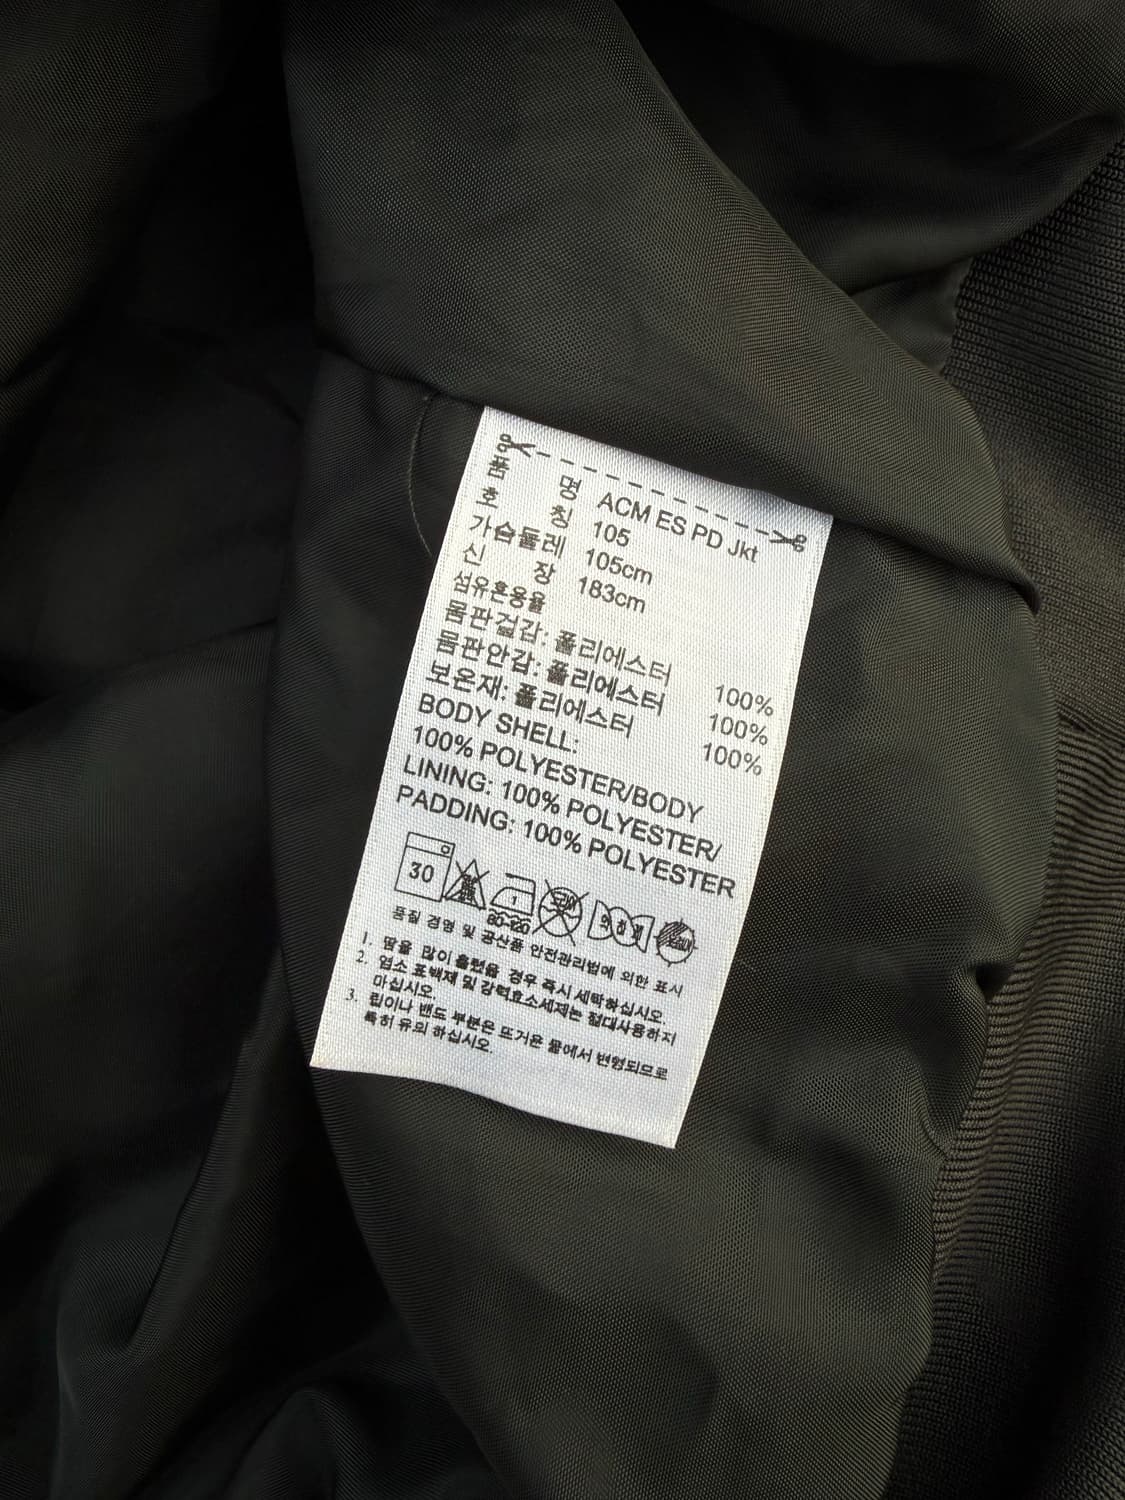 품 명 ACM ES PD Jkt
호 칭 105
가슴둘레 105cm
신 장 183cm
섬유혼용율
몸판겉감: 폴리에스터 100%
몸판안감: 폴리에스터 100%
보온재: 폴리에스터 100%
BODY SHELL:
100% POLYESTER/BODY
LINING: 100% POLYESTER/
PADDING: 100% POLYESTER
30 1
80-120
품질 경영 및 공산품 안전관리법에 의한 표시
1. 땀을 많이 흘렸을 경우 즉시 세탁하십시오.
2. 염소 표백제 및 강력효소세제는 절대사용하지
마십시오.
3. 립이나 밴드 부분은 뜨거운 물에서 변형되므로
특히 유의 하십시오.